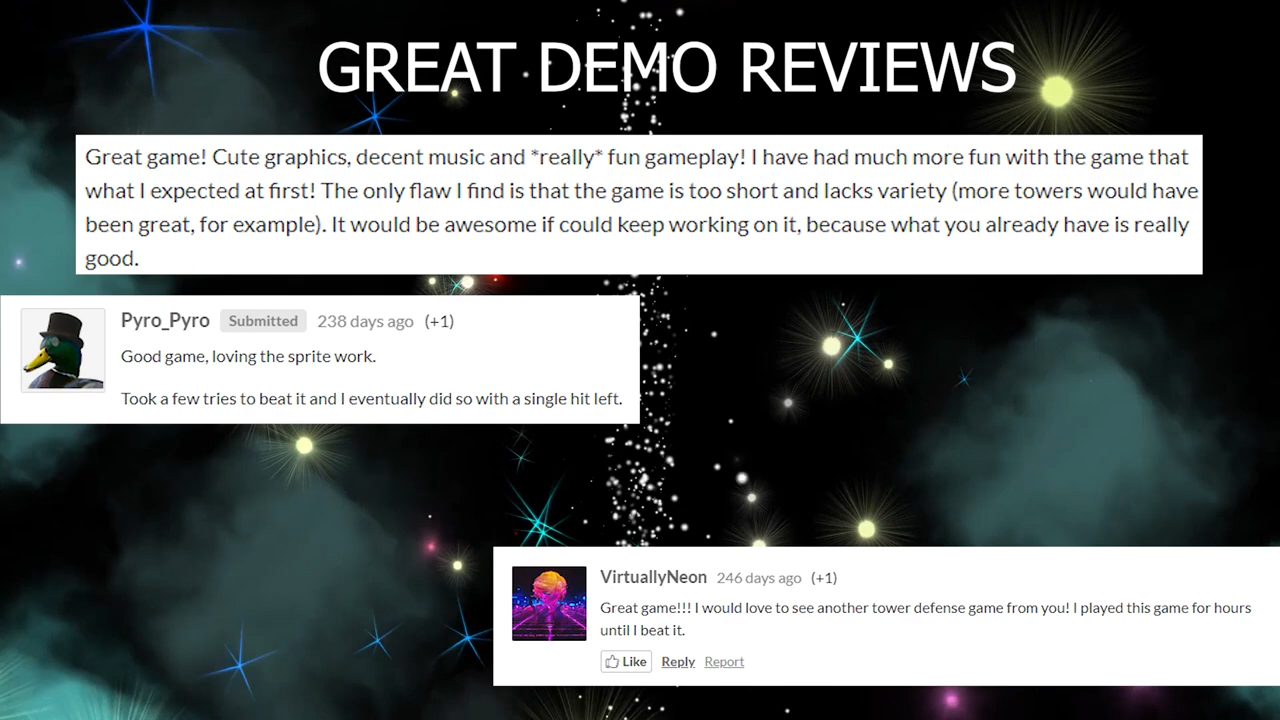 GREAT DEMO REVIEWS
Great game! Cute graphics, decent music and *really* fun gameplay! I have had much more fun with the game that
what I expected at first! The only flaw I find is that the game is too short and lacks variety (more towers would have
been great, for example). It would be awesome if could keep working on it, because what you already have is really
good.
Pyro_Pyro Submitted 238 days ago (+1)
Good game, loving the sprite work.
Took a few tries to beat it and I eventually did so with a single hit left.
VirtuallyNeon 246 days ago (+1)
Great game!!! I would love to see another tower defense game from you! I played this game for hours
until I beat it.
Like Reply Report